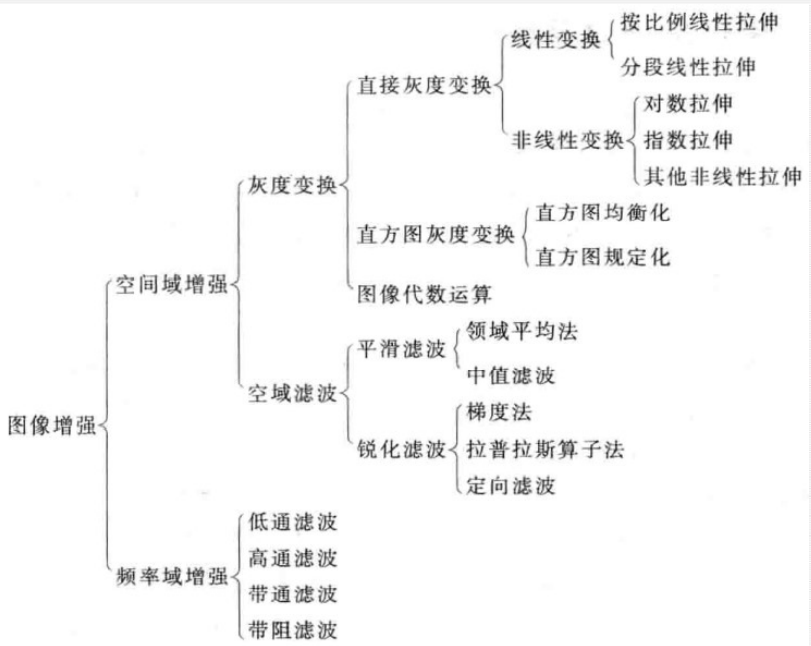 图像增强
空间域增强
灰度变换
直接灰度变换
线性变换
按比例线性拉伸
分段线性拉伸
非线性变换
对数拉伸
指数拉伸
其他非线性拉伸
直方图灰度变换
直方图均衡化
直方图规定化
图像代数运算
空域滤波
平滑滤波
领域平均法
中值滤波
锐化滤波
梯度法
拉普拉斯算子法
定向滤波
频率域增强
低通滤波
高通滤波
带通滤波
带阻滤波